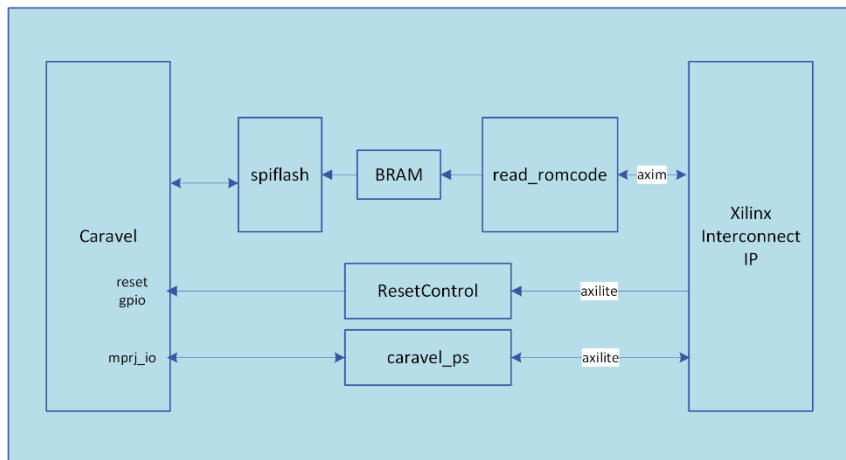 spiflash
BRAM
read_romcode
axim
Caravel
Xilinx
Interconnect
IP
reset
gpio
ResetControl
axilite
mprj_io
caravel_ps
axilite